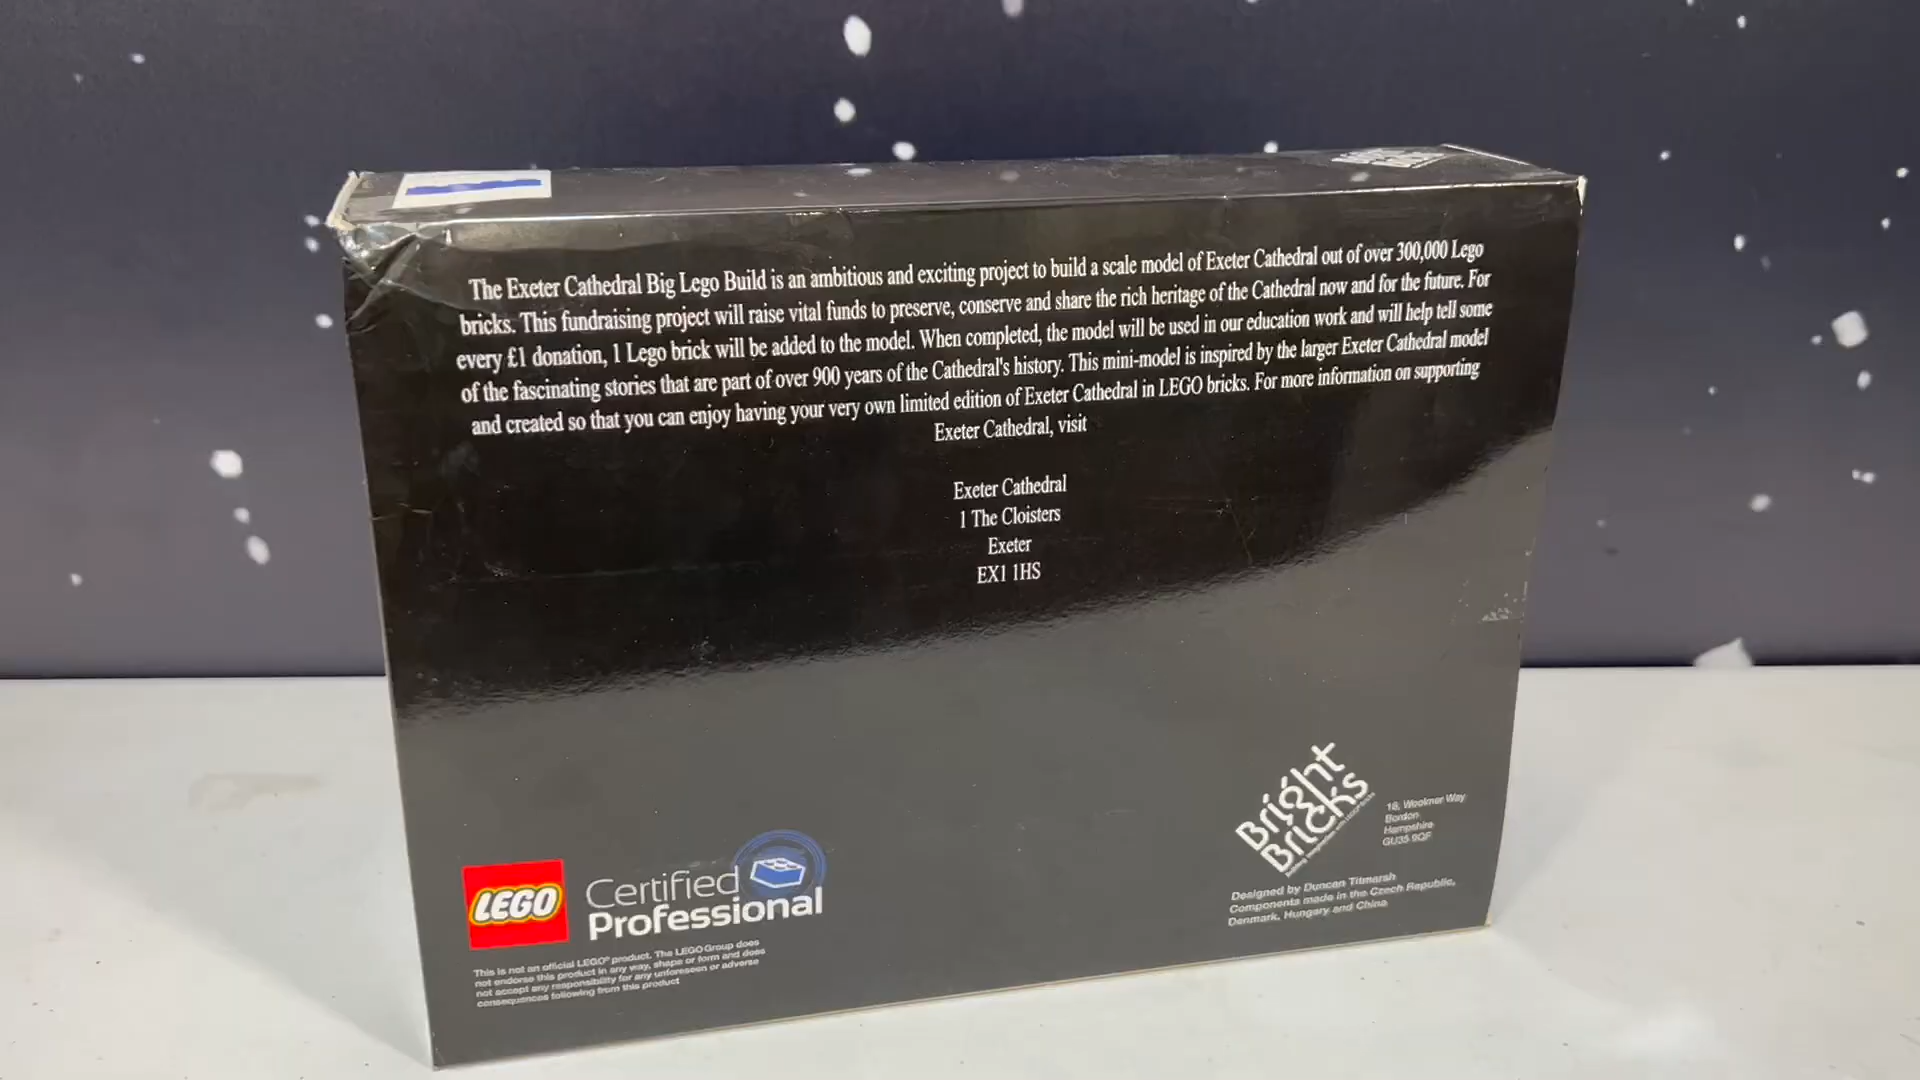 The Exeter Cathedral Big Lego Build is an ambitious and exciting project to build a scale model of Exeter Cathedral out of over 300,000 Lego
bricks. This fundraising project will raise vital funds to preserve, conserve and share the rich heritage of the Cathedral now and for the future. For
every £1 donation, 1 Lego brick will be added to the model. When completed, the model will be used in our education work and will help tell some
of the fascinating stories that are part of over 900 years of the Cathedral's history. This mini-model is inspired by the larger Exeter Cathedral model
and created so that you can enjoy having your very own limited edition of Exeter Cathedral in LEGO bricks. For more information on supporting
Exeter Cathedral, visit
Exeter Cathedral
1 The Cloisters
Exeter
EX1 1HS
Bright
Bricks
18, Woolmer Way
Bordon
Hampshire
GU35 9QF
Designed by Duncan Titmarsh
Components made in the Czech Republic,
Denmark, Hungary and China
LEGO
Certified
Professional
This is not an official LEGO® product. The LEGO Group does
not endorse this product in any way, shape or form and does
not accept any responsibility for any unforeseen or adverse
consequences following from this product